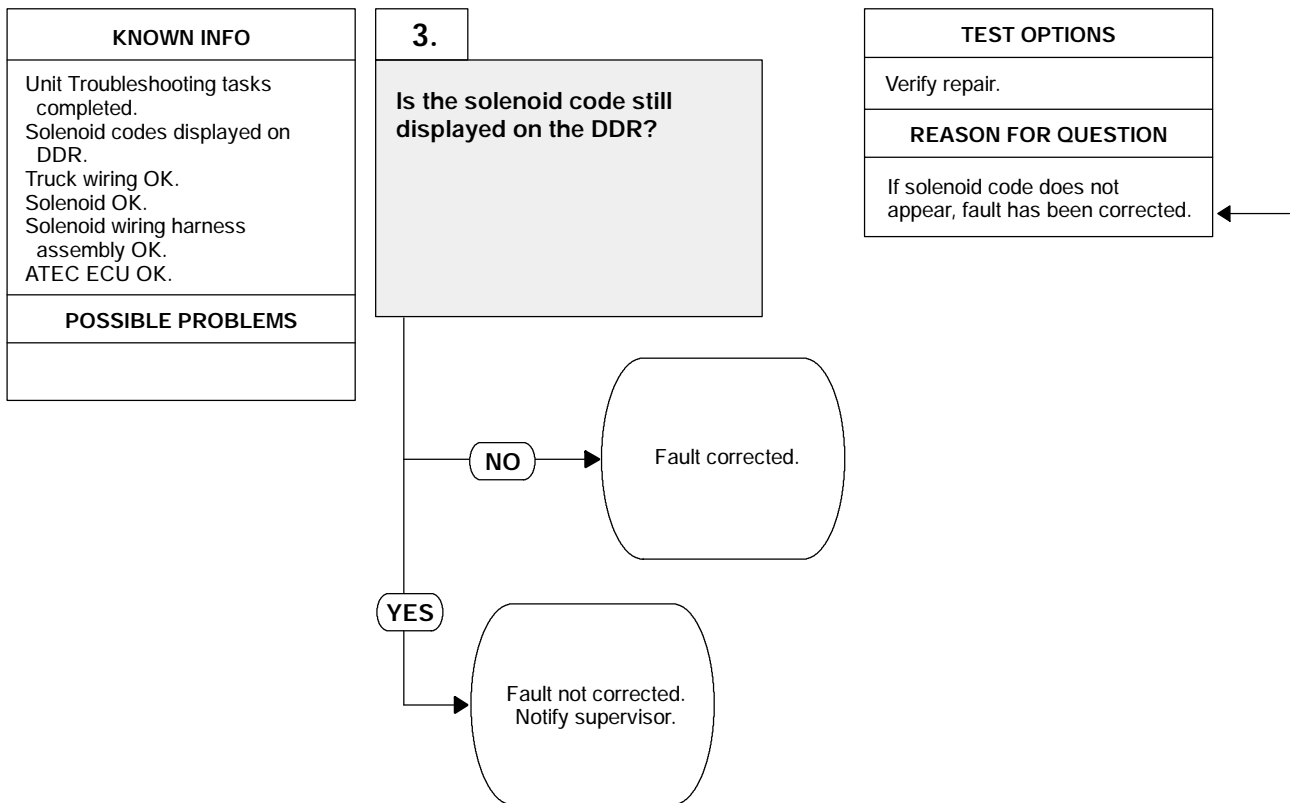 KNOWN INFO
Unit Troubleshooting tasks
completed.
Solenoid codes displayed on
DDR.
Truck wiring OK.
Solenoid OK.
Solenoid wiring harness
assembly OK.
ATEC ECU OK.
POSSIBLE PROBLEMS
3.
Is the solenoid code still
displayed on the DDR?
TEST OPTIONS
Verify repair.
REASON FOR QUESTION
If solenoid code does not
appear, fault has been corrected.
NO
Fault corrected.
YES
Fault not corrected.
Notify supervisor.